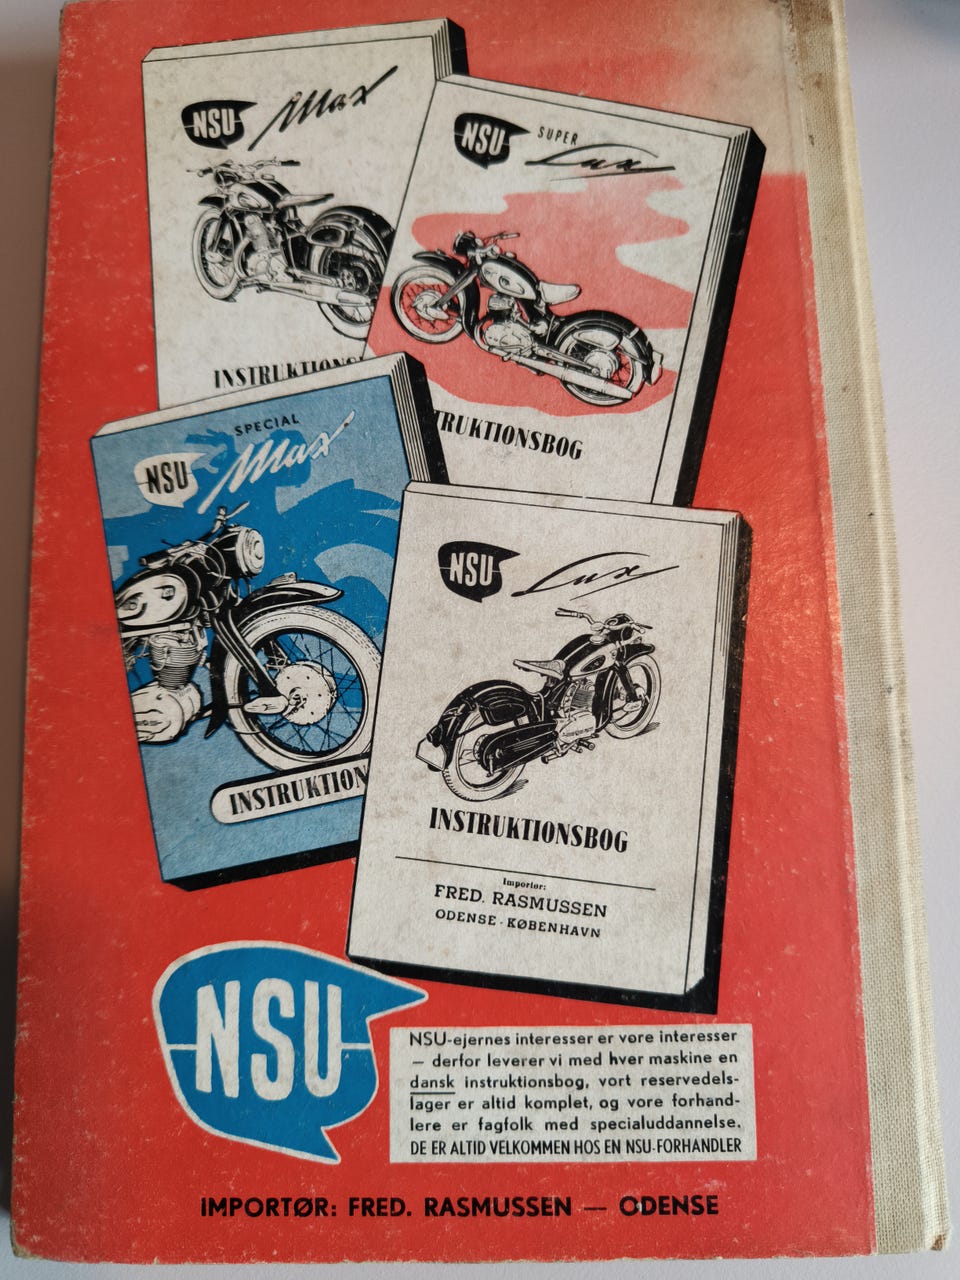 NSU Max
INSTRUKTIONS
NSU SUPER Lux
TRUKTIONSBOG
SPECIAL
NSU Max
INSTRUKTION
NSU Lux
INSTRUKTIONSBOG
Importør:
FRED. RASMUSSEN
ODENSE - KØBENHAVN
NSU
NSU-ejernes interesser er vore interesser
— derfor leverer vi med hver maskine en
dansk instruktionsbog, vort reservedels-
lager er altid komplet, og vore forhand-
lere er fagfolk med specialuddannelse.
DE ER ALTID VELKOMMEN HOS EN NSU-FORHANDLER
IMPORTØR: FRED. RASMUSSEN — ODENSE